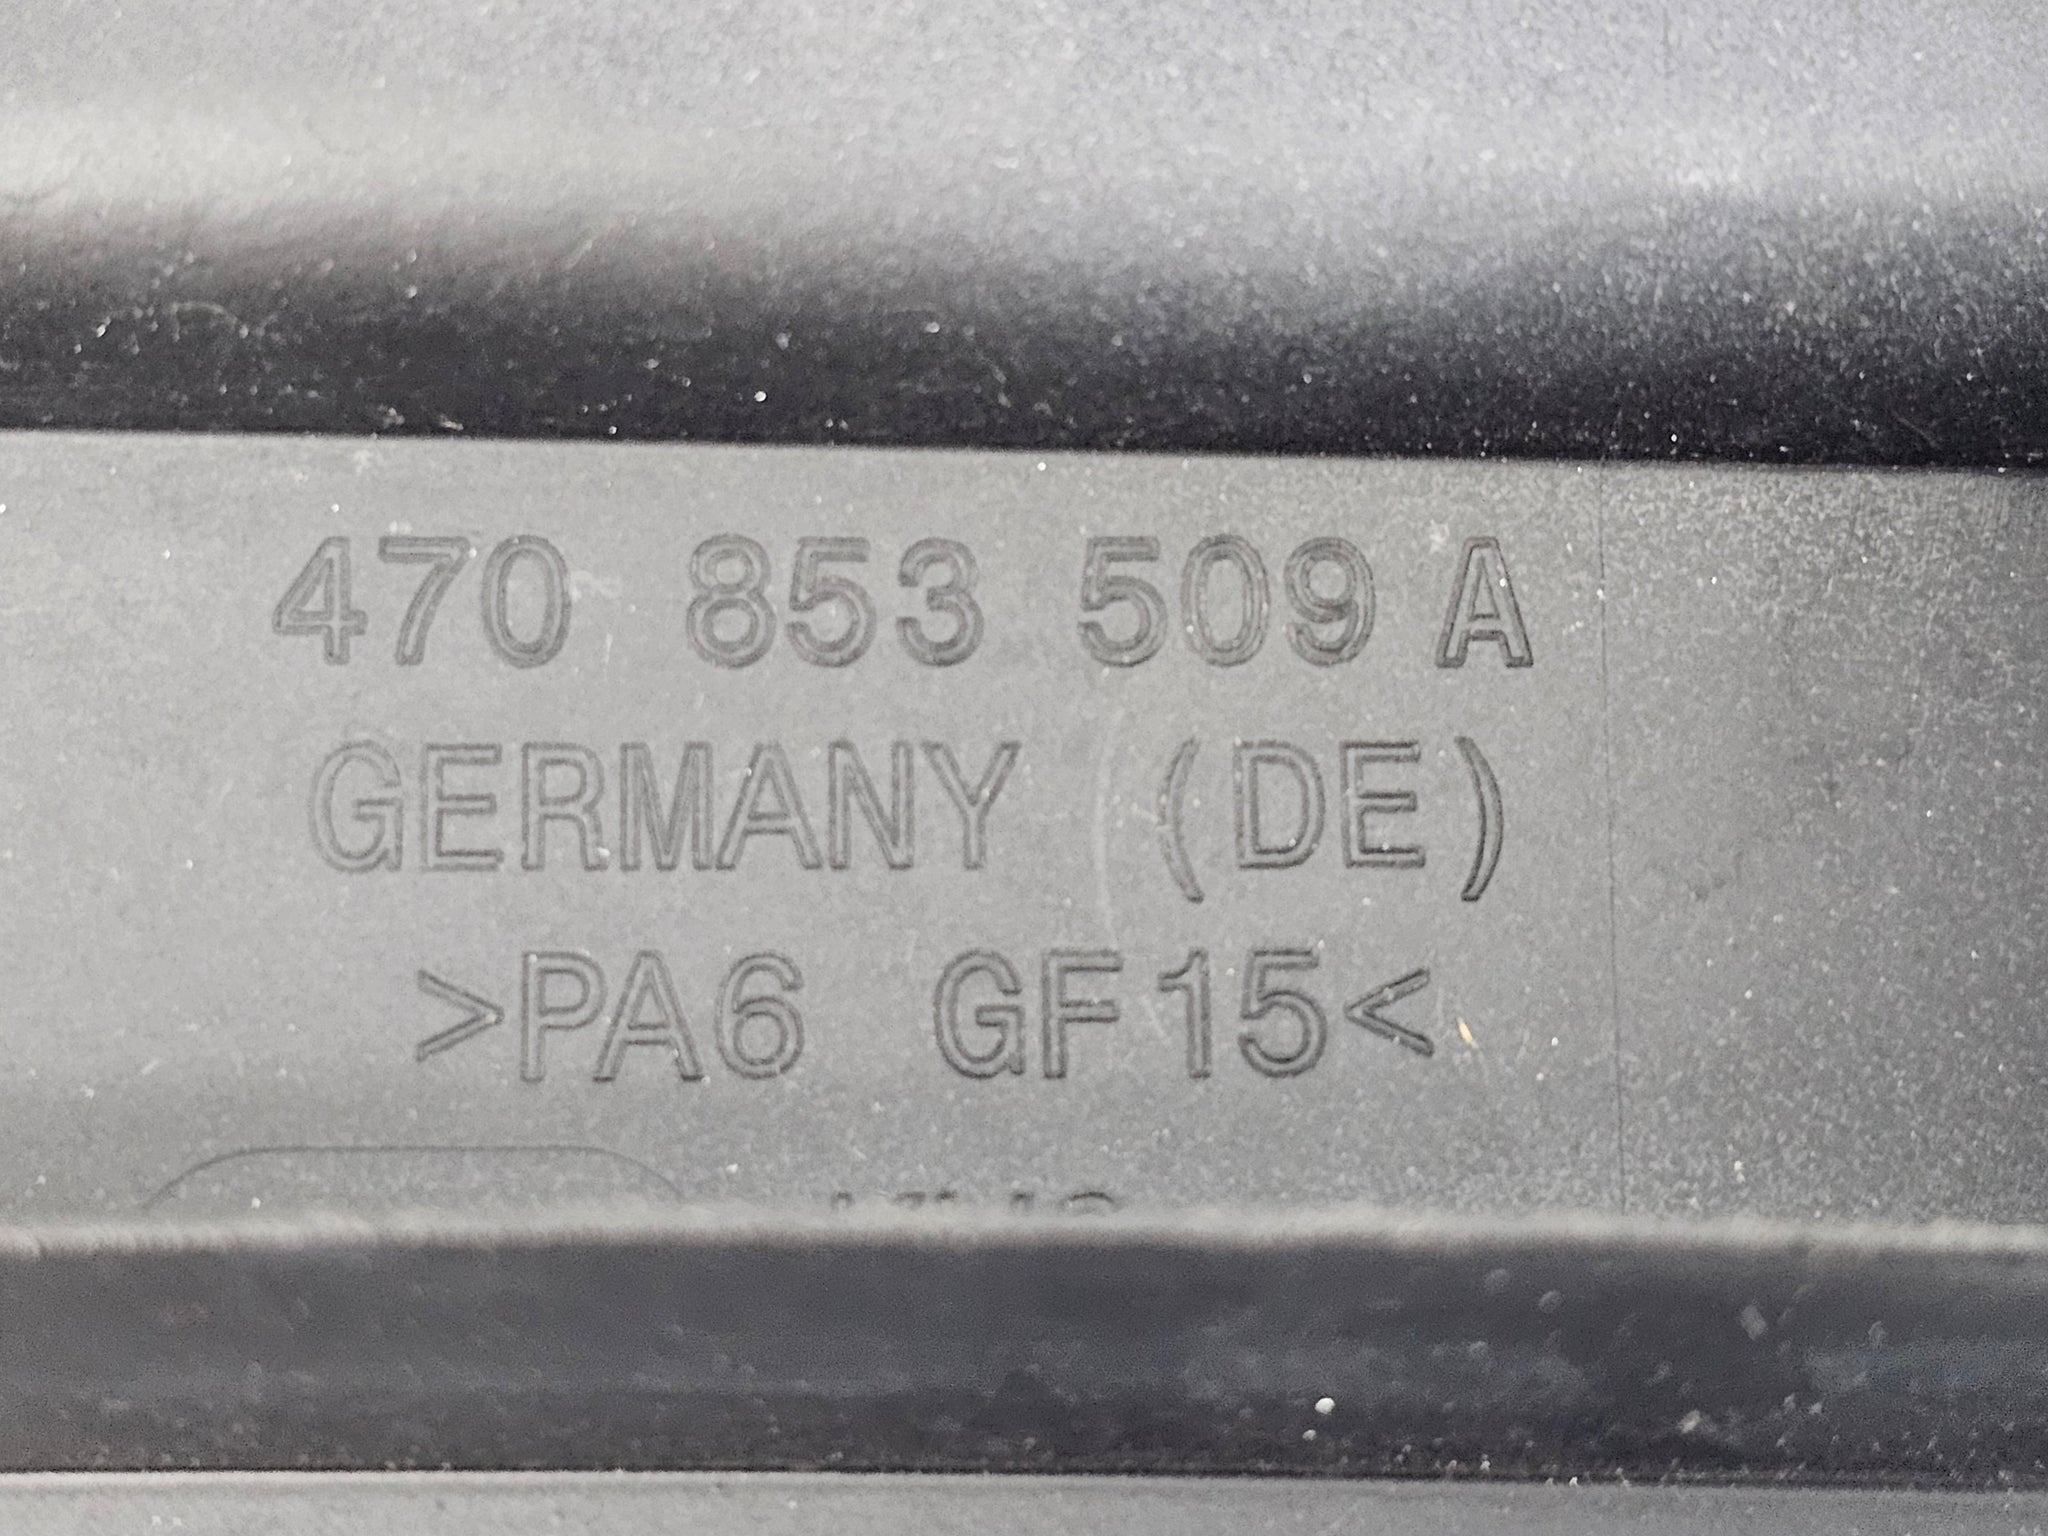 470 853 509 A
GERMANY (DE)
>PA6 GF15<